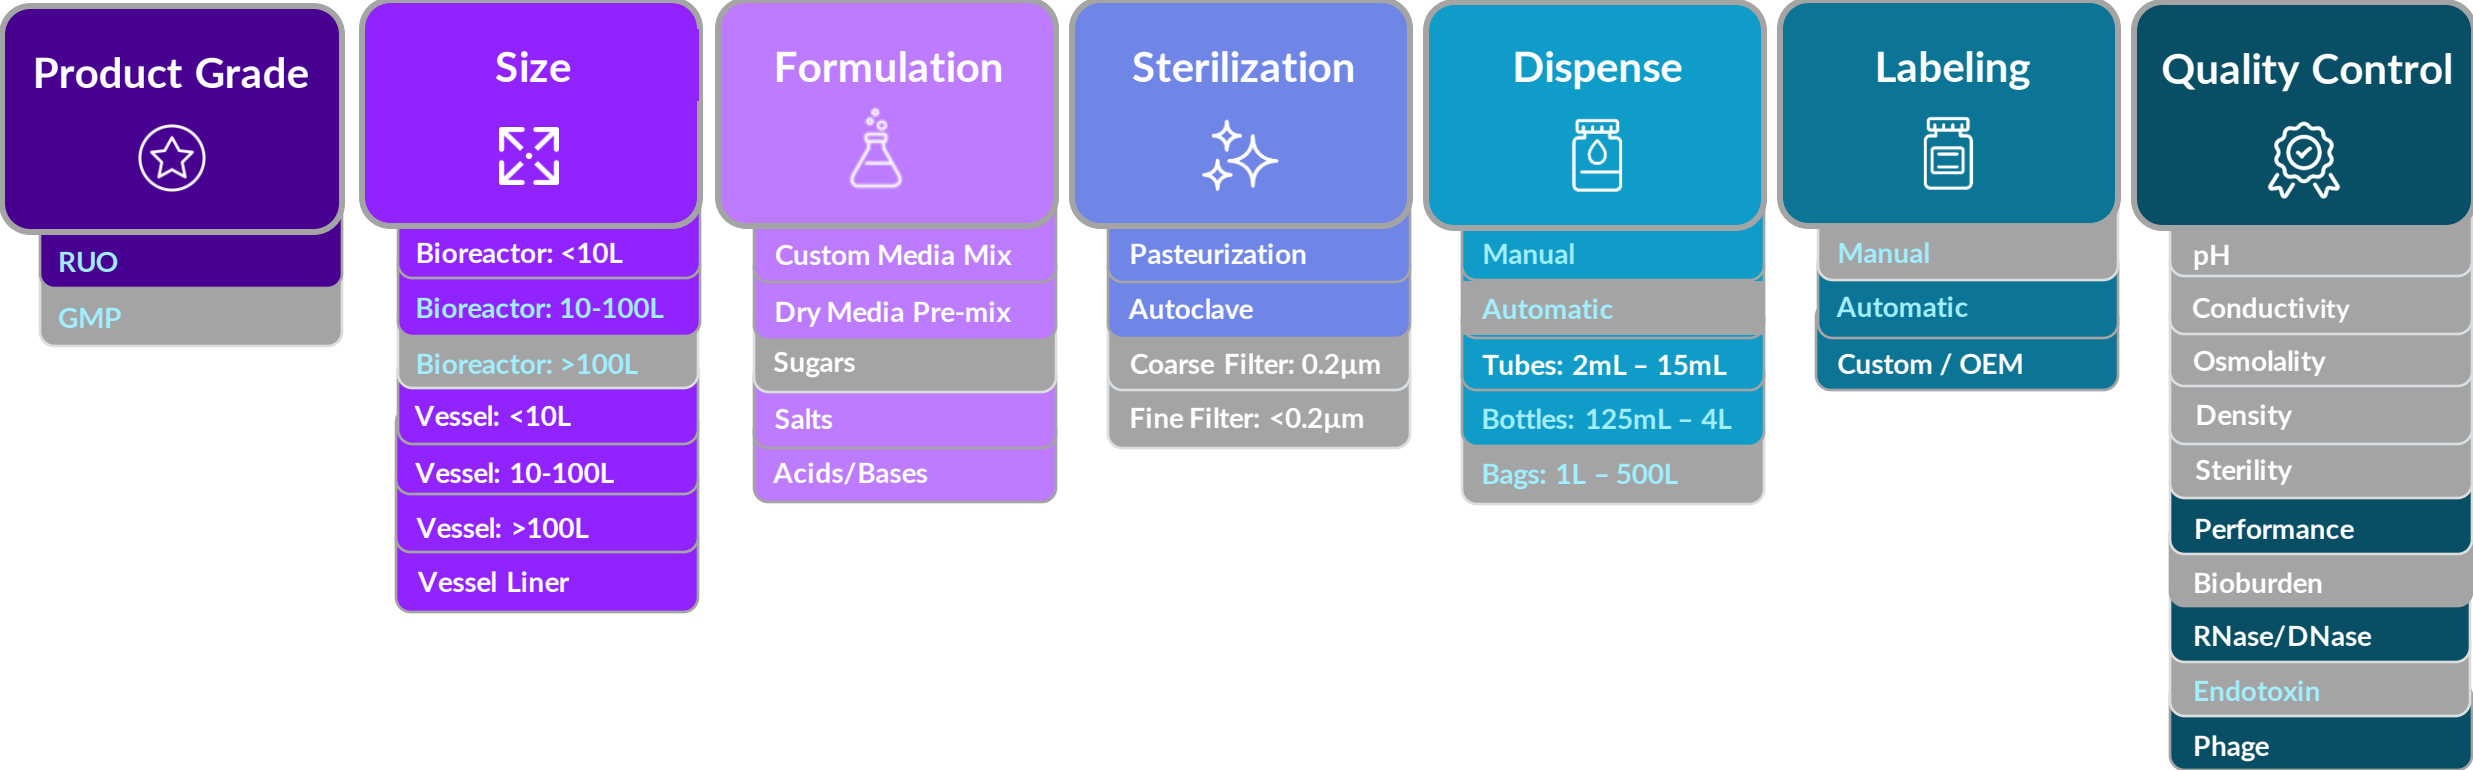 Product Grade
RUO
GMP
Size
Bioreactor: <10L
Bioreactor: 10-100L
Bioreactor: >100L
Vessel: <10L
Vessel: 10-100L
Vessel: >100L
Vessel Liner
Formulation
Custom Media Mix
Dry Media Pre-mix
Sugars
Salts
Acids/Bases
Sterilization
Pasteurization
Autoclave
Coarse Filter: 0.2µm
Fine Filter: <0.2µm
Dispense
Manual
Automatic
Tubes: 2mL – 15mL
Bottles: 125mL – 4L
Bags: 1L – 500L
Labeling
Manual
Automatic
Custom / OEM
Quality Control
pH
Conductivity
Osmolality
Density
Sterility
Performance
Bioburden
RNase/DNase
Endotoxin
Phage